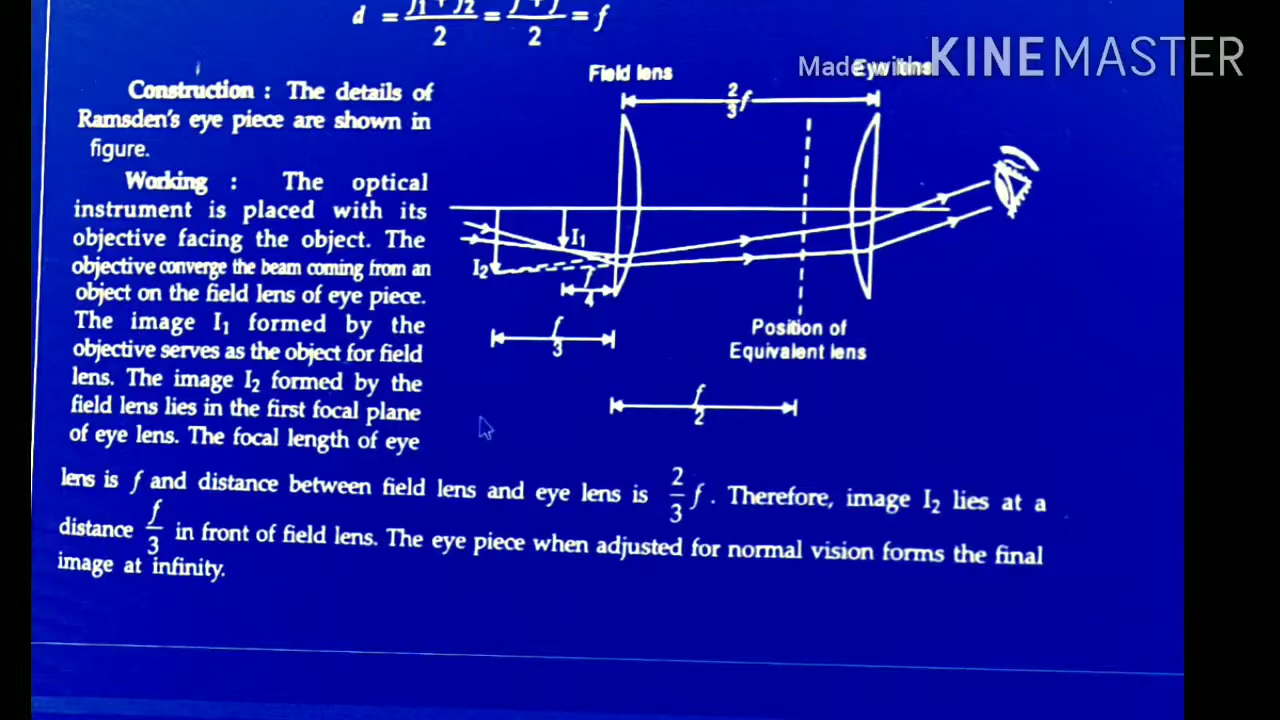 d = f₁ + f₂ / 2 = f + f / 2 = f
Made with KINEMASTER
Construction : The details of
Ramsden's eye piece are shown in
figure.
Working : The optical
instrument is placed with its
objective facing the object. The
objective converge the beam coming from an
object on the field lens of eye piece.
The image I₁ formed by the
objective serves as the object for field
lens. The image I₂ formed by the
field lens lies in the first focal plane
of eye lens. The focal length of eye
lens is f and distance between field lens and eye lens is 2/3 f . Therefore, image I₂ lies at a
distance f/3 in front of field lens. The eye piece when adjusted for normal vision forms the final
image at infinity.
Field lens
2/3 f
I₁
I₂
f/4
f/3
Position of
Equivalent lens
f/2